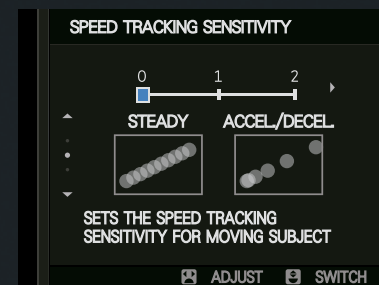 SPEED TRACKING SENSITIVITY
0 1 2
STEADY ACCEL./DECEL.
SETS THE SPEED TRACKING
SENSITIVITY FOR MOVING SUBJECT
ADJUST SWITCH